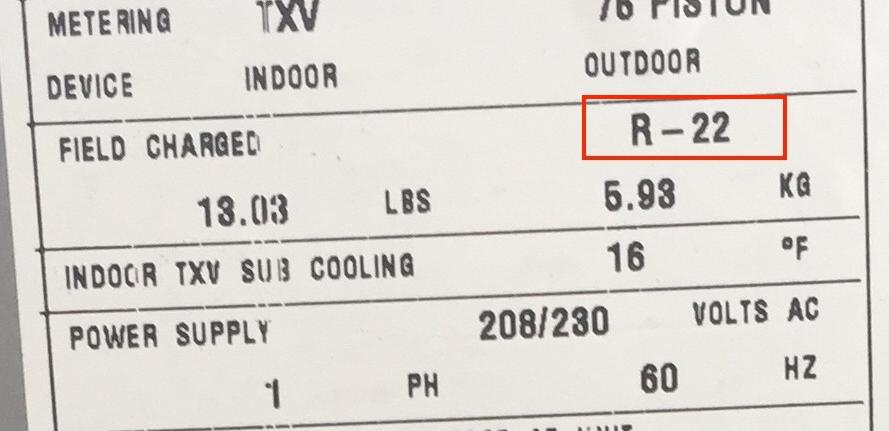 METERING TXV 76 PISTON
DEVICE INDOOR OUTDOOR
FIELD CHARGED R-22
13.03 LBS 5.93 KG
INDOOR TXV SUB COOLING 16 °F
POWER SUPPLY 208/230 VOLTS AC
1 PH 60 HZ